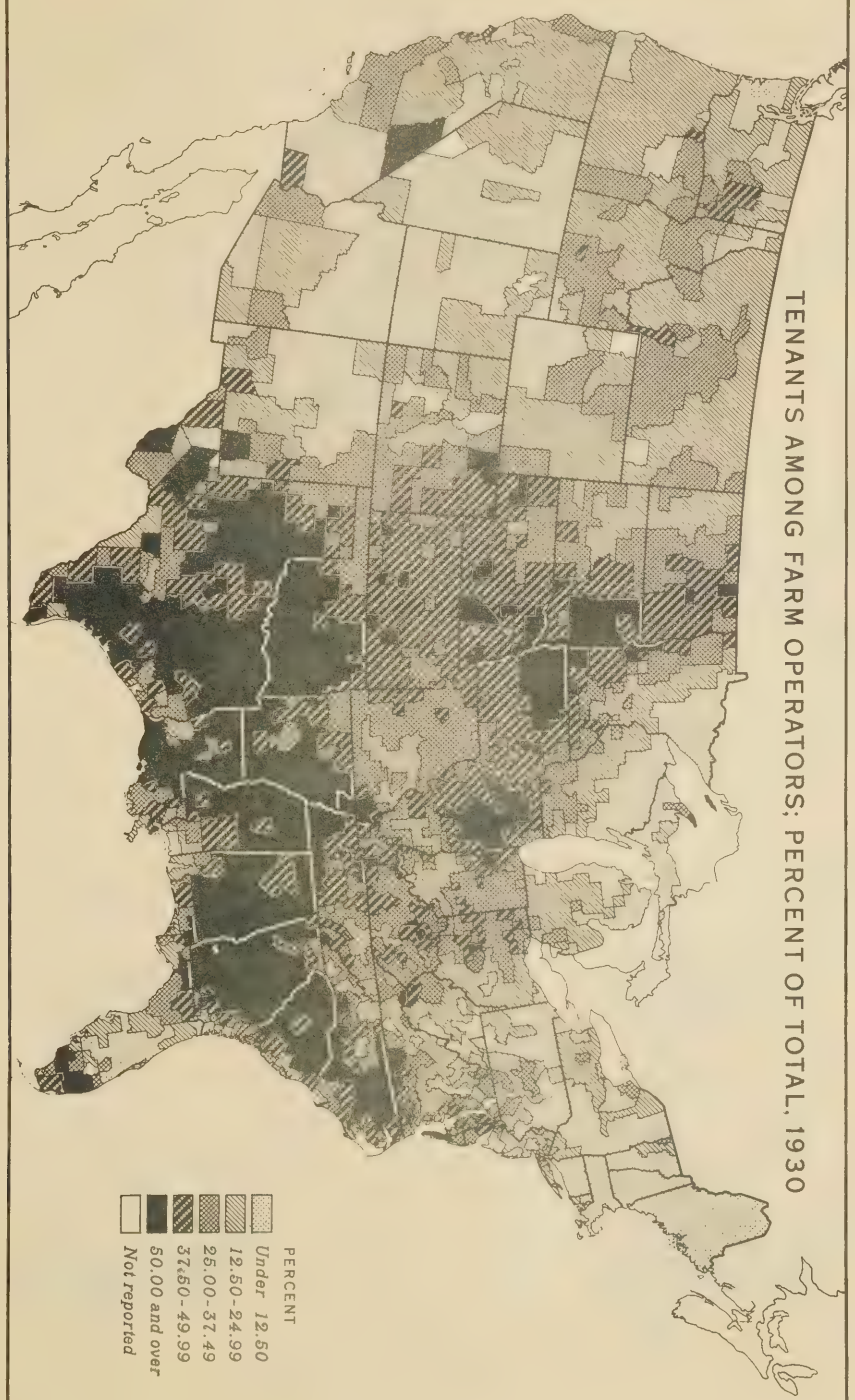 TENANTS AMONG FARM OPERATORS; PERCENT OF TOTAL, 1930
PERCENT
Under 12.50
12.50-24.99
25.00-37.49
37.50-49.99
50.00 and over
Not reported